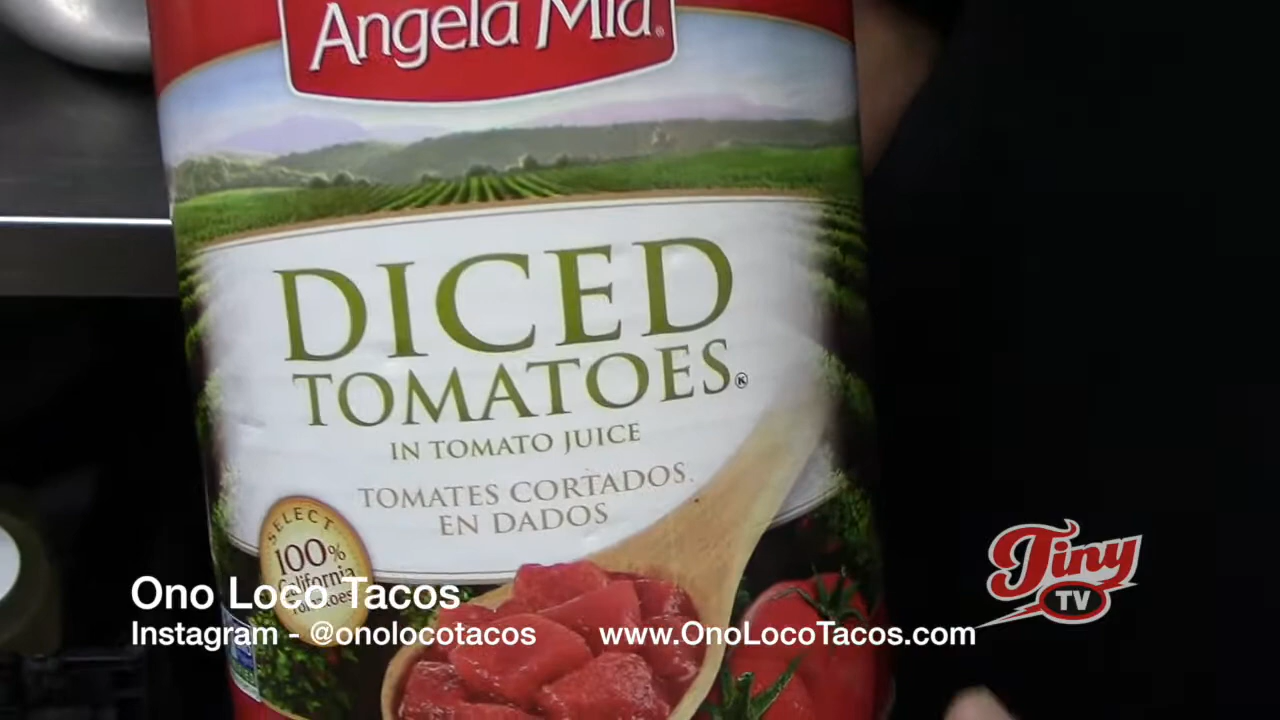 Angela Mia®
DICED
TOMATOES
IN TOMATO JUICE
TOMATES CORTADOS
EN DADOS
SELECT
100%
California
Tomatoes
Ono Loco Tacos
Instagram - @onolocotacos www.OnoLocoTacos.com
Tiny
TV